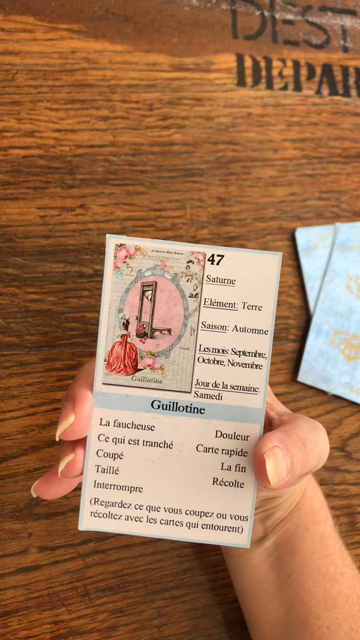 DEST
DEPAR
47
Saturne
Elément: Terre
Saison: Automne
Les mois: Septembre,
Octobre, Novembre
Jour de la semaine:
Samedi
Guillotine
Guillotine
La faucheuse
Douleur
Ce qui est tranché
Carte rapide
Coupé
La fin
Taillé
Récolte
Interrompre
(Regardez ce que vous coupez ou vous
récoltez avec les cartes qui entourent)